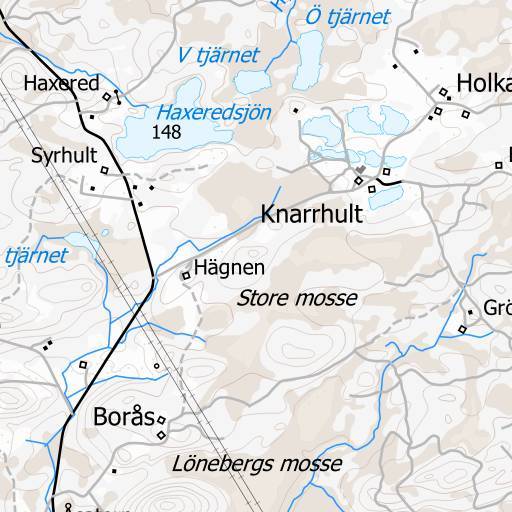 Ö tjärnet
V tjärnet
Haxered
Holka
Haxeredsjön
148
Syrhult
Knarrhult
tjärnet
Hägnen
Store mosse
Grö
Borås
Lönebergs mosse